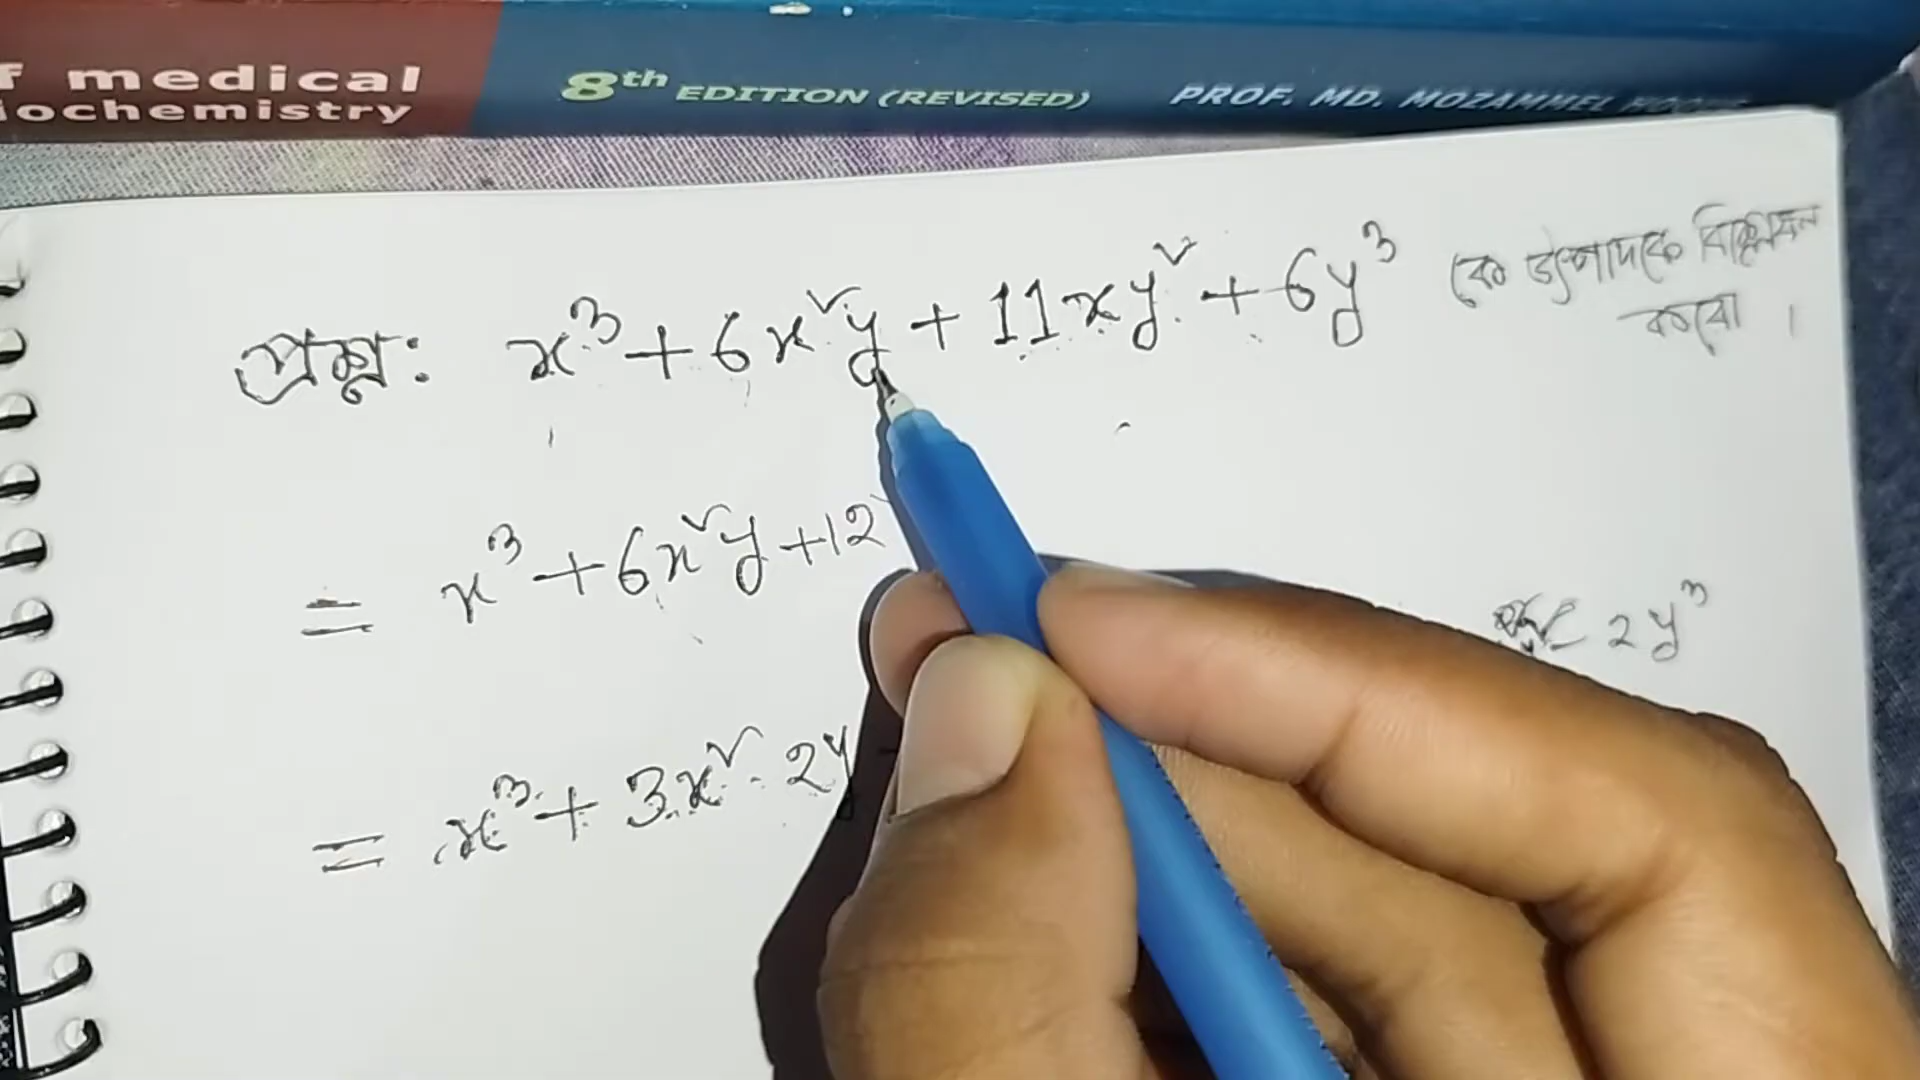 f medical
iochemistry
8th EDITION (REVISED) PROF. MD. MOZAMMEL
প্রশ্ন: x³ + 6x²y + 11xy² + 6y³ কে উৎপাদকে বিশ্লেষন
করো ।
= x³ + 6x²y + 12
2y³
= x³ + 3x² · 2y